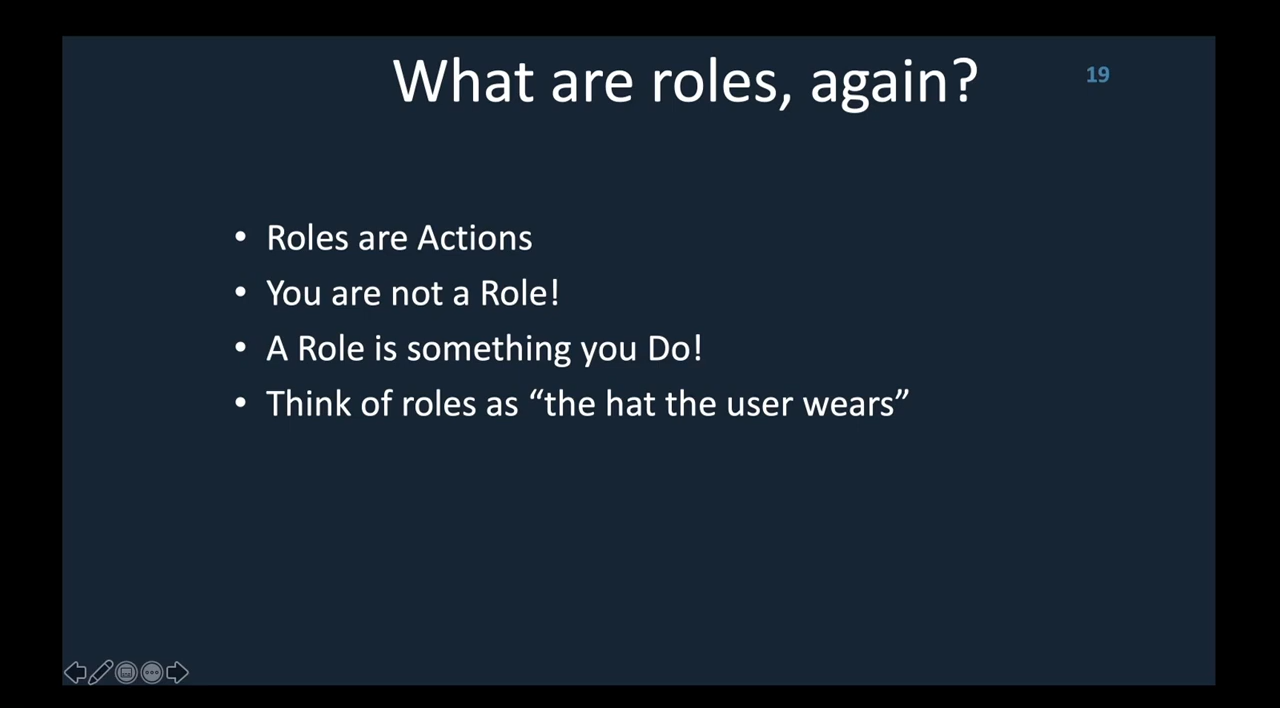 What are roles, again?
19
• Roles are Actions
• You are not a Role!
• A Role is something you Do!
• Think of roles as “the hat the user wears”